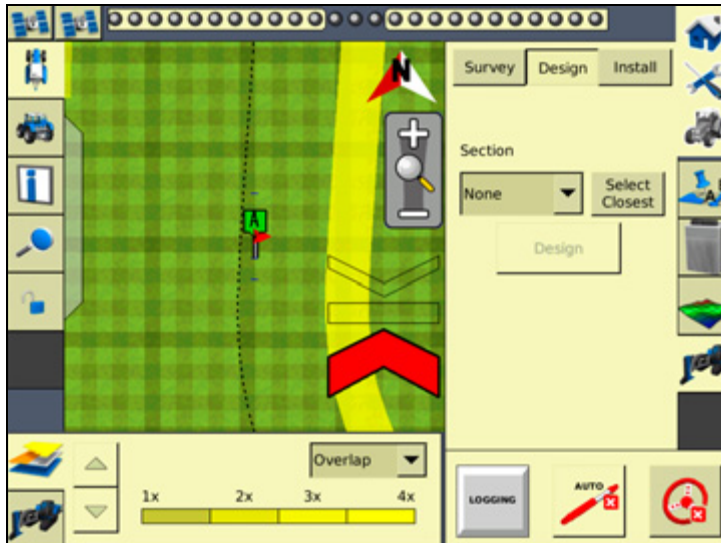 N
Survey Design Install
Section
None
Select
Closest
Design
A
Overlap
1x 2x 3x 4x
LOGGING
AUTO